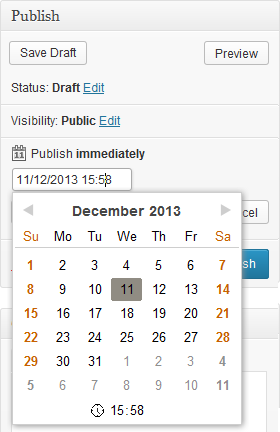 Publish
Save Draft Preview
Status: Draft Edit
Visibility: Public Edit
11 Publish immediately
11/12/2013 15:58
December 2013 cel
Su Mo Tu We Th Fr Sa
1 2 3 4 5 6 7
8 9 10 11 12 13 14 sh
15 16 17 18 19 20 21
22 23 24 25 26 27 28
29 30 31 1 2 3 4
5 6 7 8 9 10 11
15:58